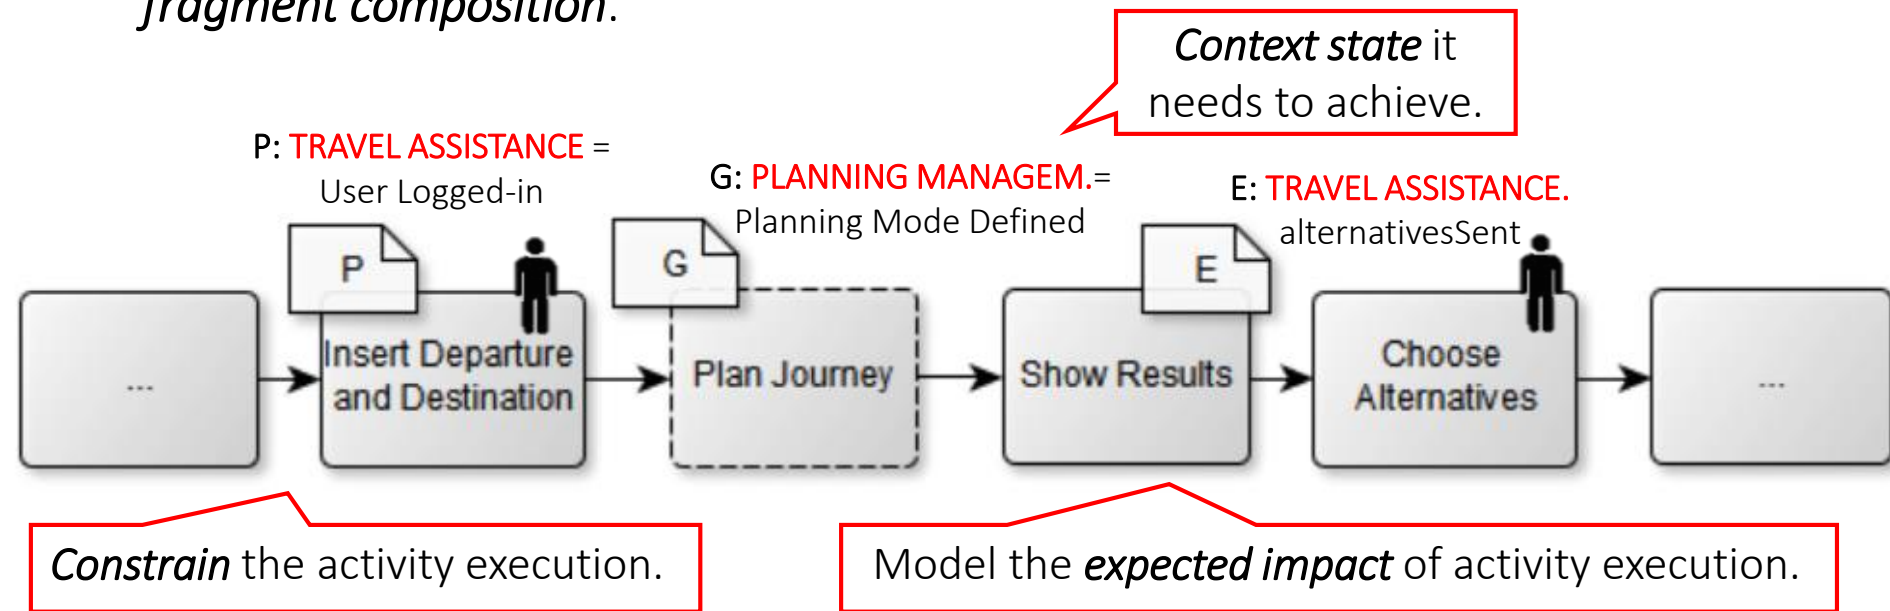 fragment composition.
Context state it
needs to achieve.
P: TRAVEL ASSISTANCE =
User Logged-in
G: PLANNING MANAGEM.=
Planning Mode Defined
E: TRAVEL ASSISTANCE.
alternativesSent
P
G
E
...
Insert Departure
and Destination
Plan Journey
Show Results
Choose
Alternatives
...
Constrain the activity execution.
Model the expected impact of activity execution.